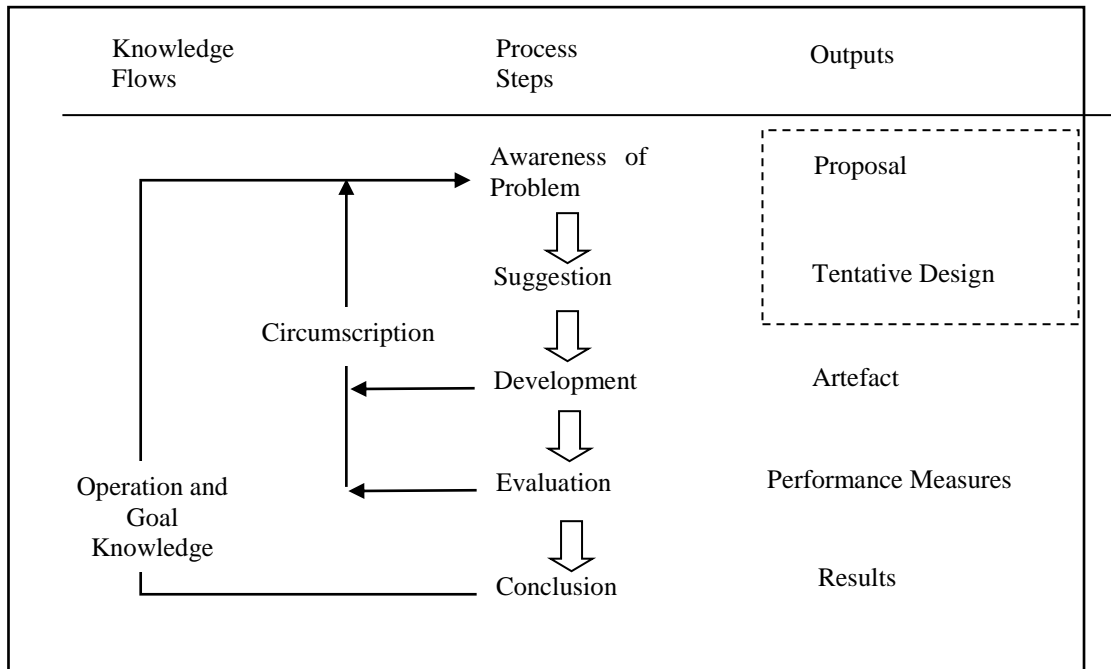 Knowledge
Flows
Process
Steps
Outputs
Awareness of
Problem
Proposal
Suggestion
Tentative Design
Circumscription
Development
Artefact
Evaluation
Performance Measures
Operation and
Goal
Knowledge
Conclusion
Results